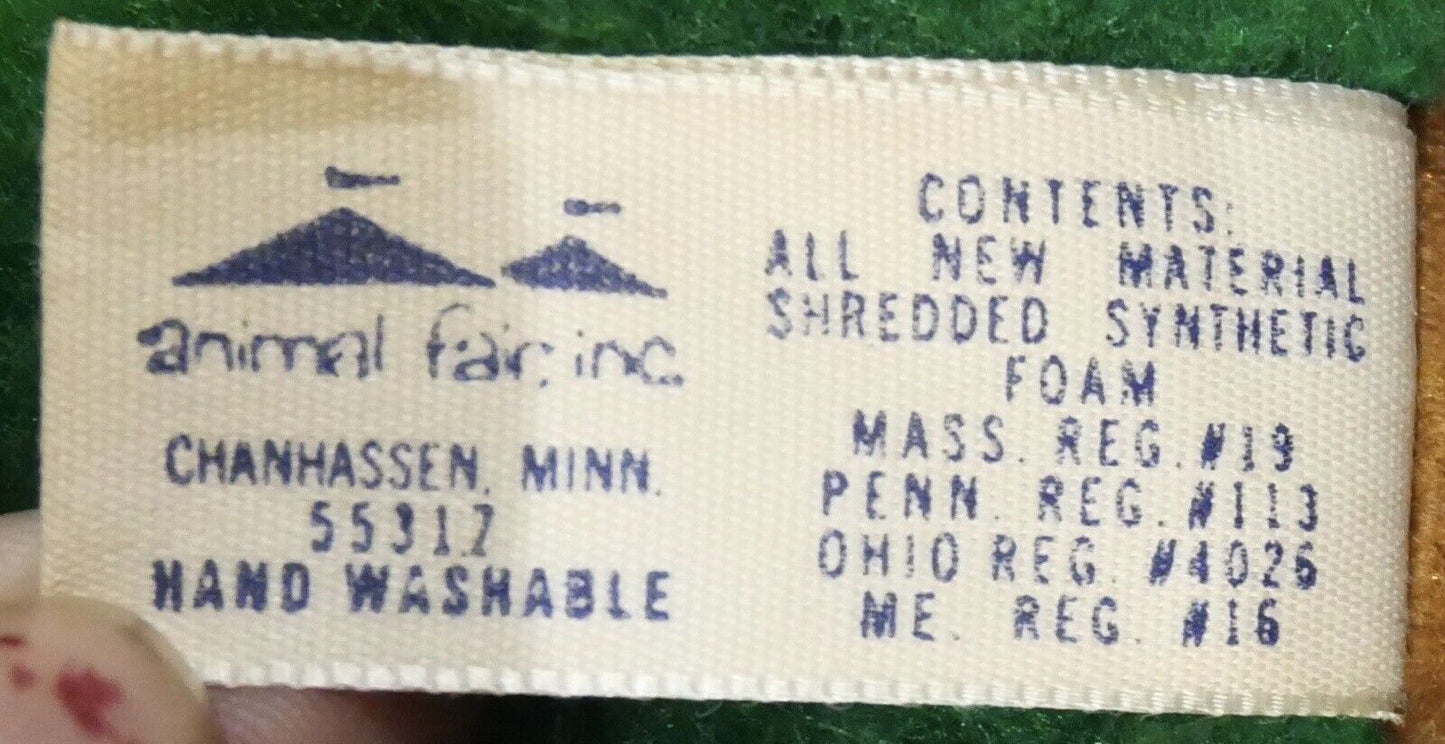 animal fair, inc.
CHANHASSEN, MINN.
55317
HAND WASHABLE
CONTENTS:
ALL NEW MATERIAL
SHREDDED SYNTHETIC
FOAM
MASS. REG. #19
PENN. REG. #113
OHIO REG. #4026
ME. REG. #16